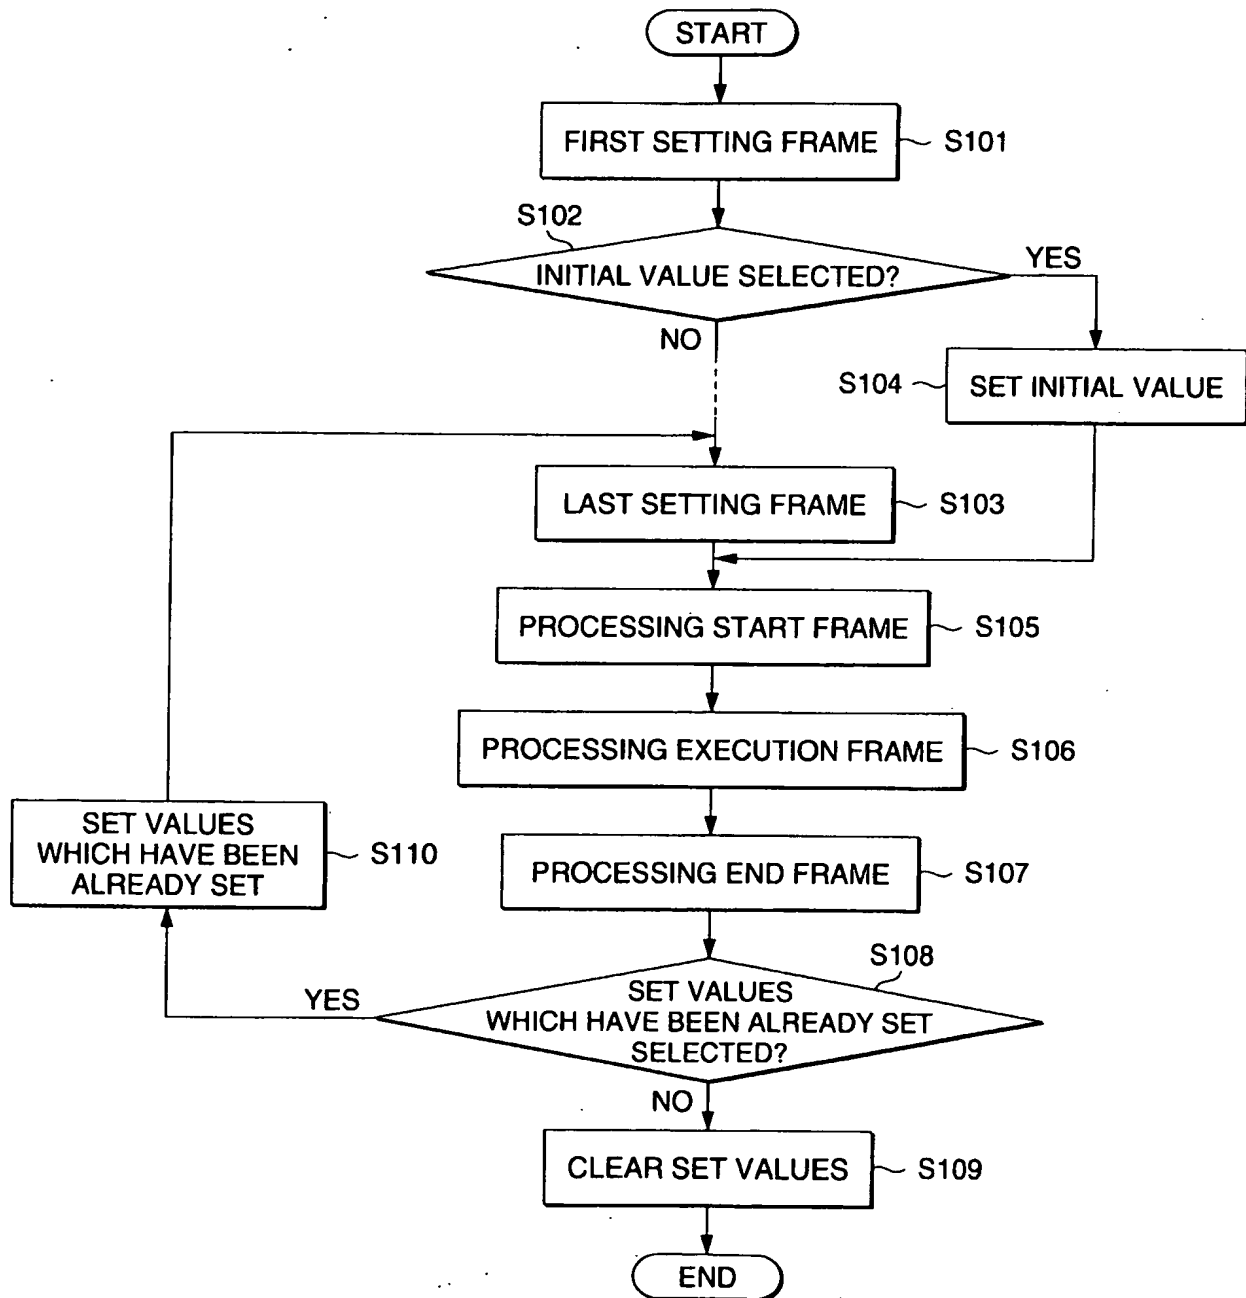 START
FIRST SETTING FRAME
S101
S102
INITIAL VALUE SELECTED?
YES
NO
S104
SET INITIAL VALUE
LAST SETTING FRAME
S103
PROCESSING START FRAME
S105
PROCESSING EXECUTION FRAME
S106
SET VALUES
WHICH HAVE BEEN
ALREADY SET
S110
PROCESSING END FRAME
S107
S108
YES
SET VALUES
WHICH HAVE BEEN ALREADY SET
SELECTED?
NO
CLEAR SET VALUES
S109
END